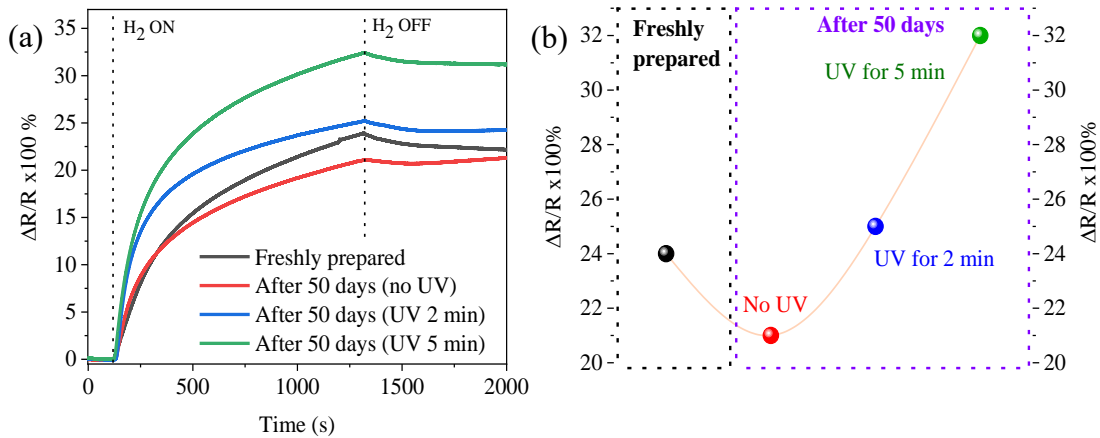 (a)
H2 ON
H2 OFF
35
30
25
20
15
10
5
0
ΔR/R x100 %
Freshly prepared
After 50 days (no UV)
After 50 days (UV 2 min)
After 50 days (UV 5 min)
0
500
1000
1500
2000
Time (s)
(b)
Freshly
prepared
After 50 days
UV for 5 min
UV for 2 min
No UV
32
30
28
26
24
22
21
20
ΔR/R x100%
32
30
28
26
24
22
21
20
ΔR/R x100%